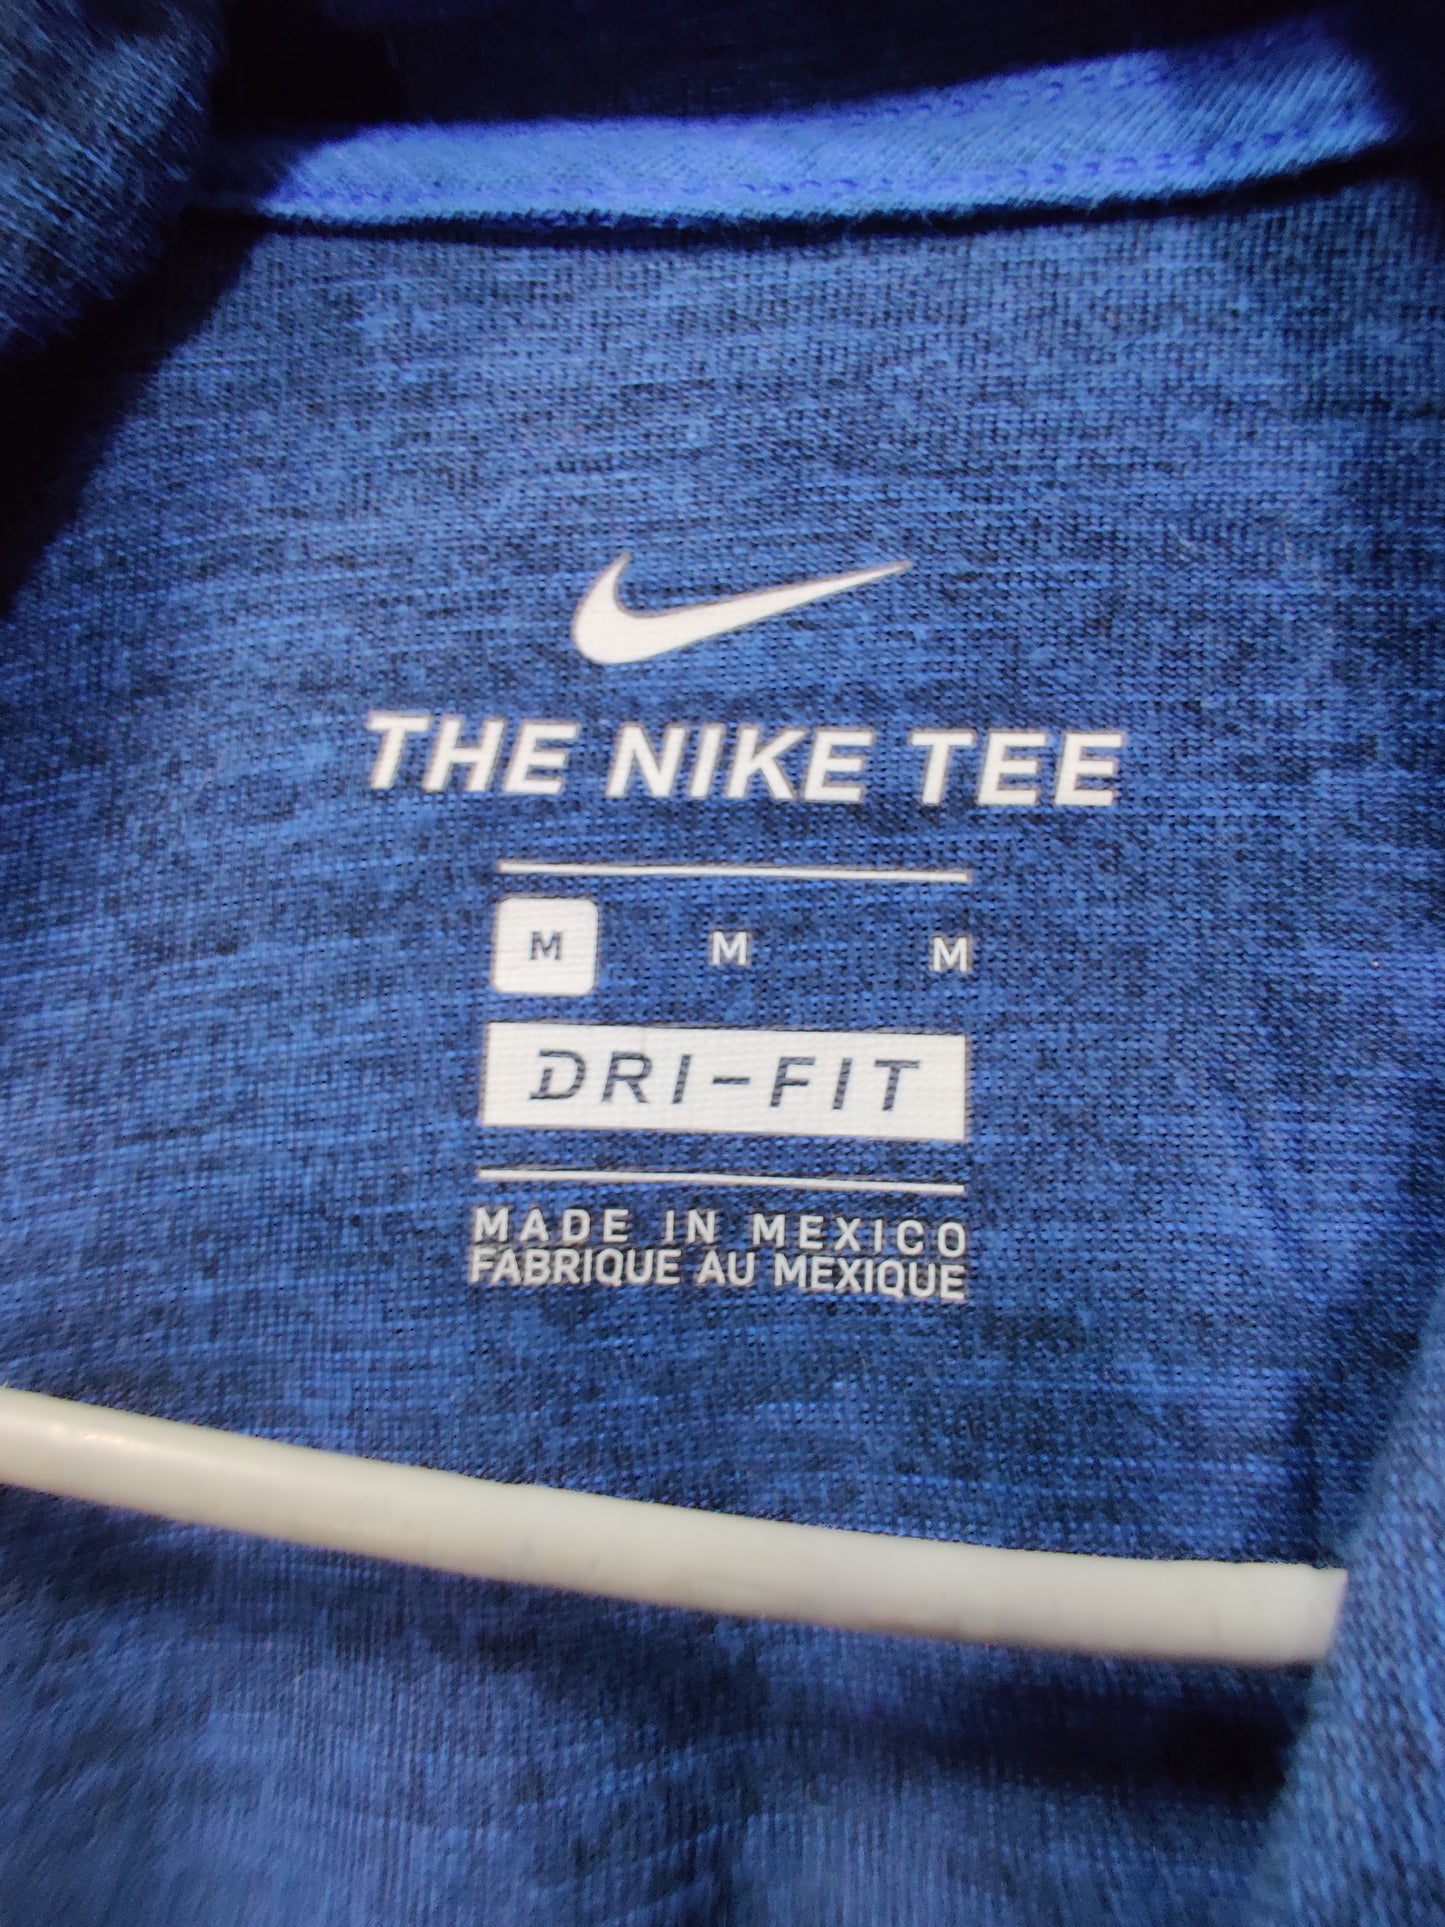 THE NIKE TEE
M M M
DRI-FIT
MADE IN MEXICO
FABRIQUE AU MEXIQUE